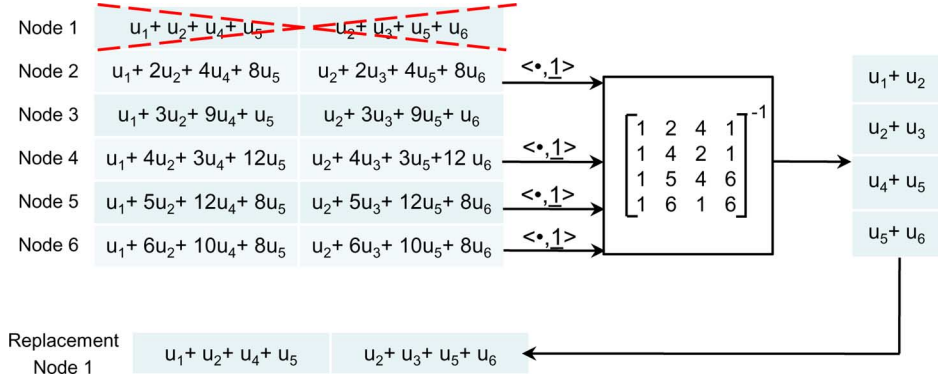 Node 1 u₁+ u₂+ u₄+ u₅ u₂+ u₃+ u₅+ u₆
Node 2 u₁+ 2u₂+ 4u₄+ 8u₅ u₂+ 2u₃+ 4u₅+ 8u₆ <•,1>
Node 3 u₁+ 3u₂+ 9u₄+ u₅ u₂+ 3u₃+ 9u₅+ u₆
Node 4 u₁+ 4u₂+ 3u₄+ 12u₅ u₂+ 4u₃+ 3u₅+12 u₆ <•,1>
Node 5 u₁+ 5u₂+ 12u₄+ 8u₅ u₂+ 5u₃+ 12u₅+ 8u₆ <•,1>
Node 6 u₁+ 6u₂+ 10u₄+ 8u₅ u₂+ 6u₃+ 10u₅+ 8u₆ <•,1>
-1
1 2 4 1
1 4 2 1
1 5 4 6
1 6 1 6
u₁+ u₂
u₂+ u₃
u₄+ u₅
u₅+ u₆
Replacement
Node 1
u₁+ u₂+ u₄+ u₅ u₂+ u₃+ u₅+ u₆